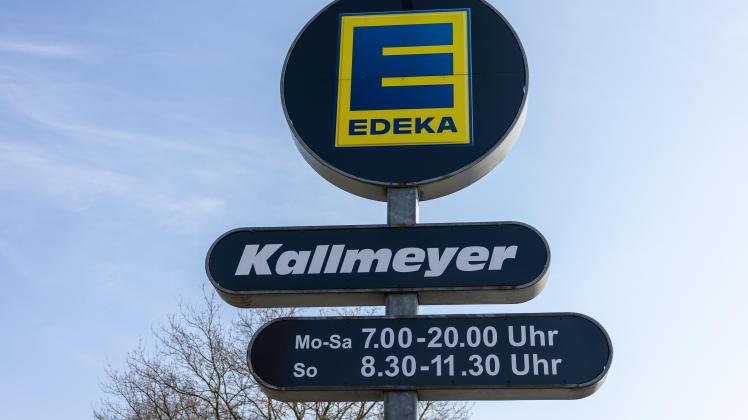 EDEKA
Kallmeyer
Mo-Sa 7.00-20.00 Uhr
So 8.30-11.30 Uhr